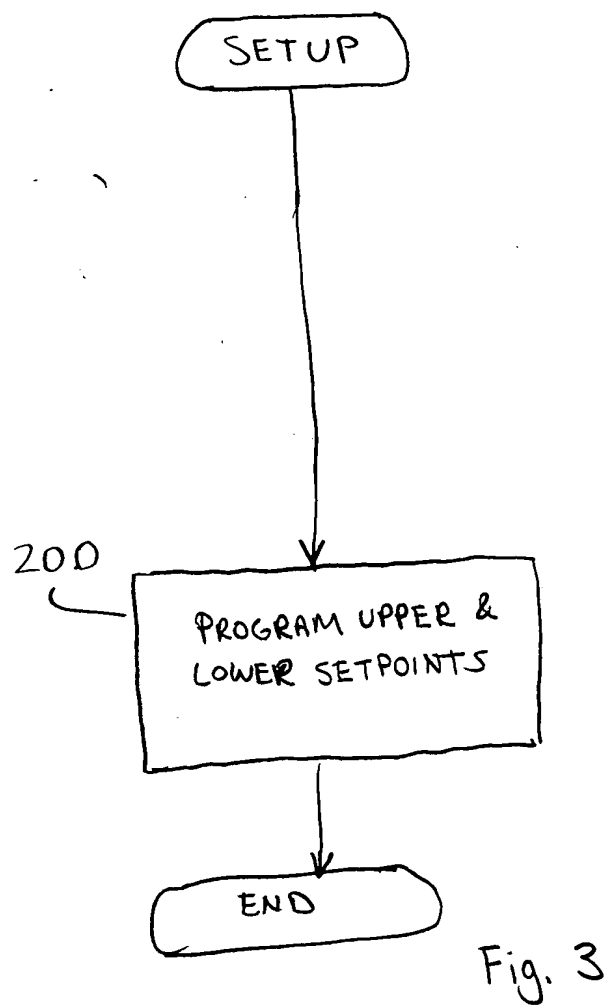 SETUP
200
PROGRAM UPPER &
LOWER SETPOINTS
END
Fig. 3